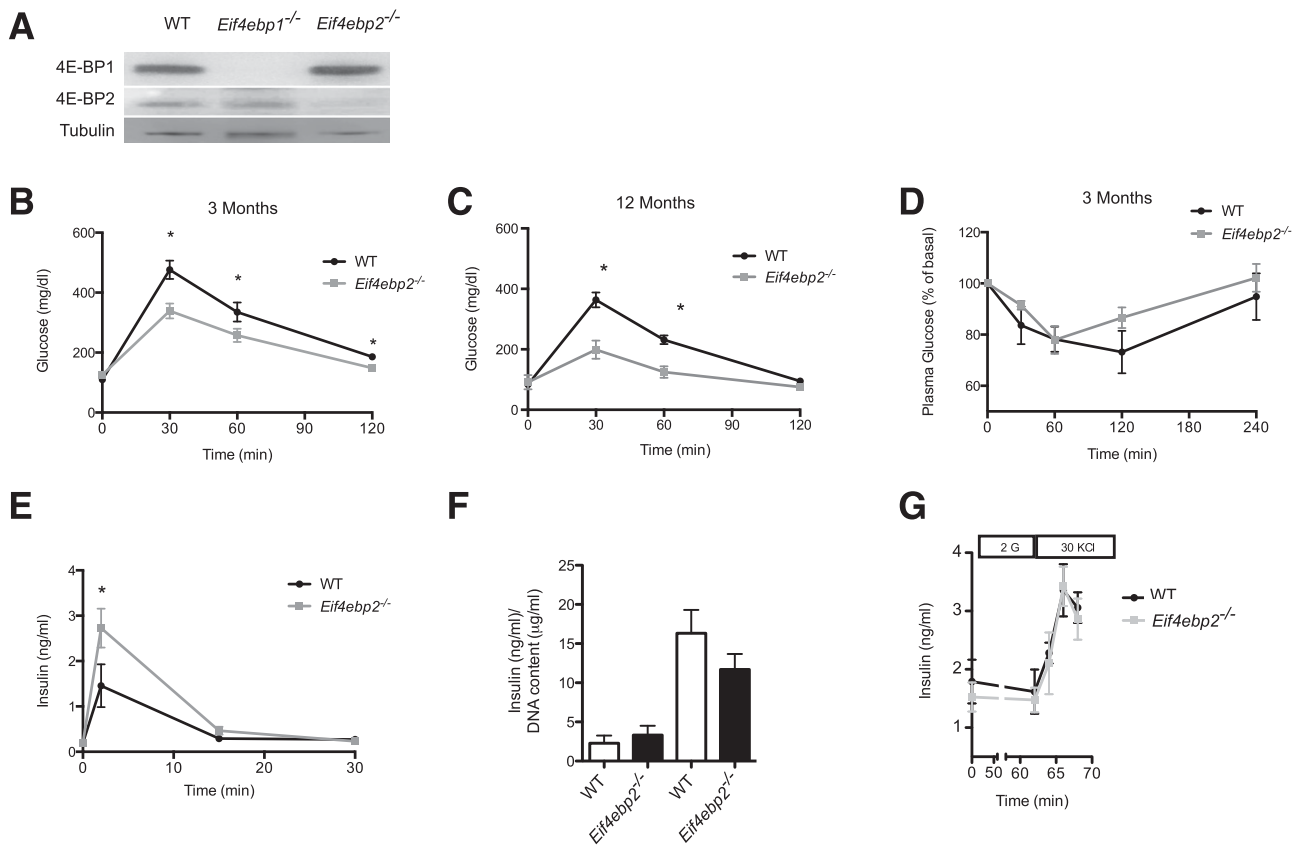 A
WT Eif4ebp1-/- Eif4ebp2-/-
4E-BP1
4E-BP2
Tubulin
B
3 Months
Glucose (mg/dl)
600
400
200
0
* * *
WT
Eif4ebp2-/-
0 30 60 90 120
Time (min)
C
12 Months
Glucose (mg/dl)
600
400
200
0
* *
WT
Eif4ebp2-/-
0 30 60 90 120
Time (min)
D
3 Months
Plasma Glucose (% of basal)
120
100
80
60
WT
Eif4ebp2-/-
0 60 120 180 240
Time (min)
E
Insulin (ng/ml)
4
3
2
1
0
*
WT
Eif4ebp2-/-
0 10 20 30
Time (min)
F
Insulin (ng/ml)/
DNA content (µg/ml)
25
20
15
10
5
0
WT Eif4ebp2-/- WT Eif4ebp2-/-
G
2 G 30 KCl
Insulin (ng/ml)
4
3
2
1
WT
Eif4ebp2-/-
0 50 60 65 70
Time (min)